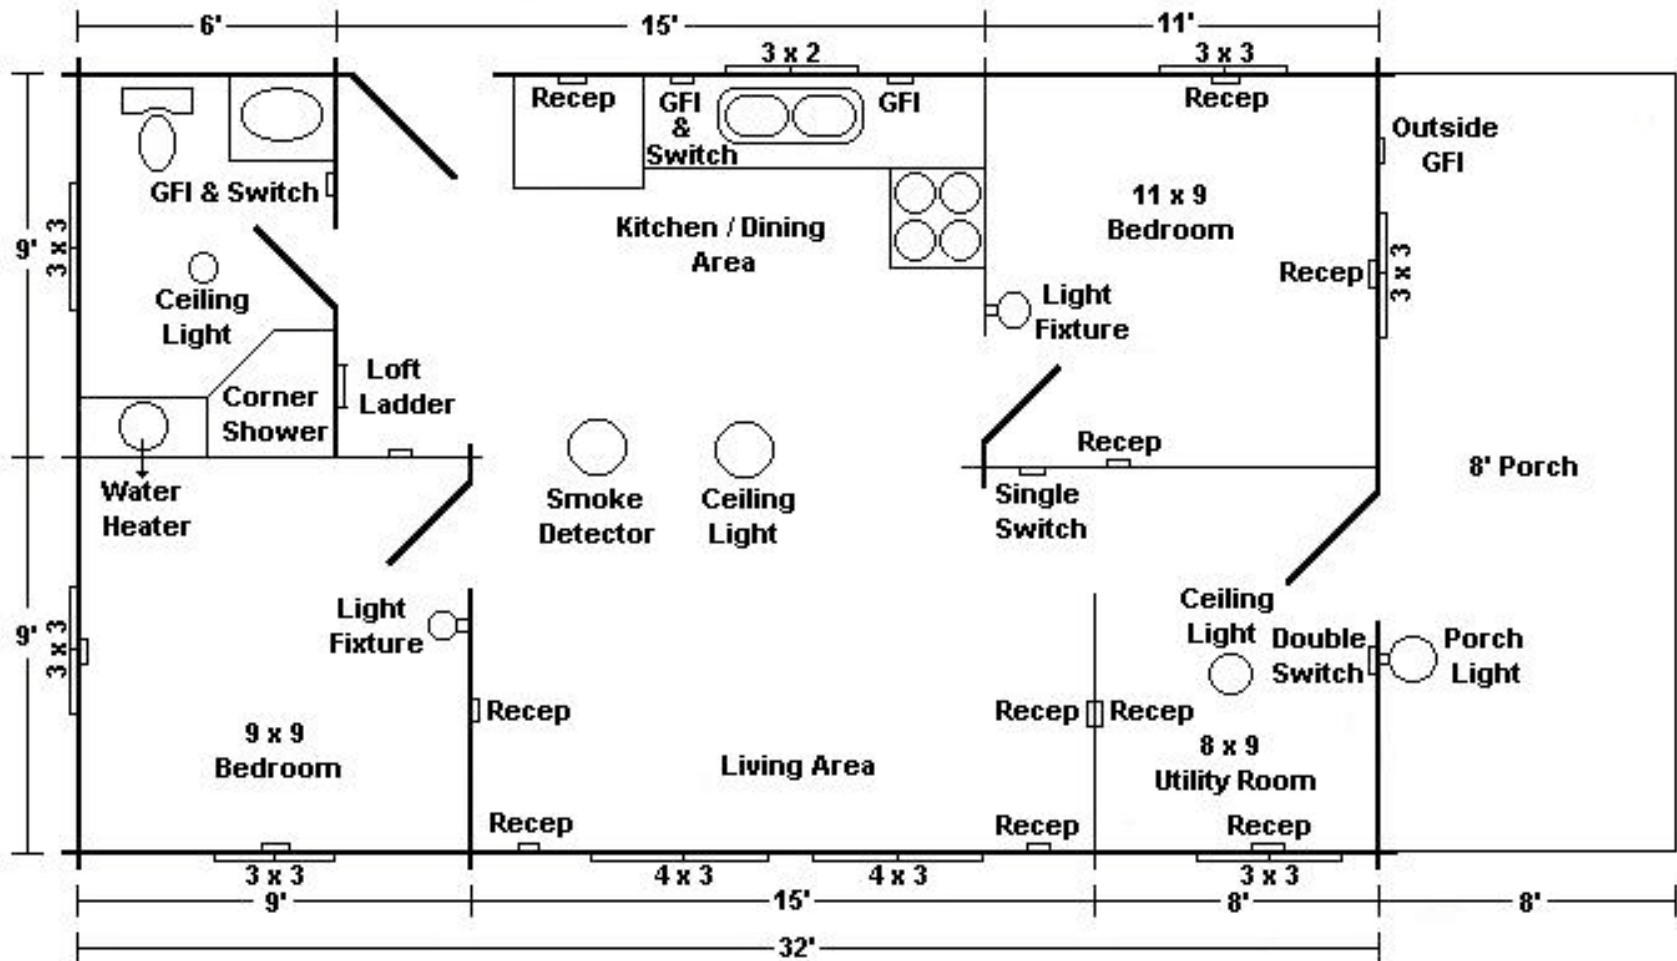 6'
15'
11'
3 x 2
3 x 3
Recep
GFI
&
Switch
GFI
Recep
Outside
GFI
GFI & Switch
11 x 9
Bedroom
Kitchen / Dining
Area
9'
3 x 3
Recep
3 x 3
Ceiling
Light
Light
Fixture
Loft
Ladder
Corner
Shower
Recep
8' Porch
Water
Heater
Smoke
Detector
Ceiling
Light
Single
Switch
9'
3 x 3
Light
Fixture
Ceiling
Light
Double
Switch
Porch
Light
Recep
Recep
Recep
9 x 9
Bedroom
Living Area
8 x 9
Utility Room
Recep
Recep
Recep
3 x 3
4 x 3
4 x 3
3 x 3
9'
15'
8'
8'
32'